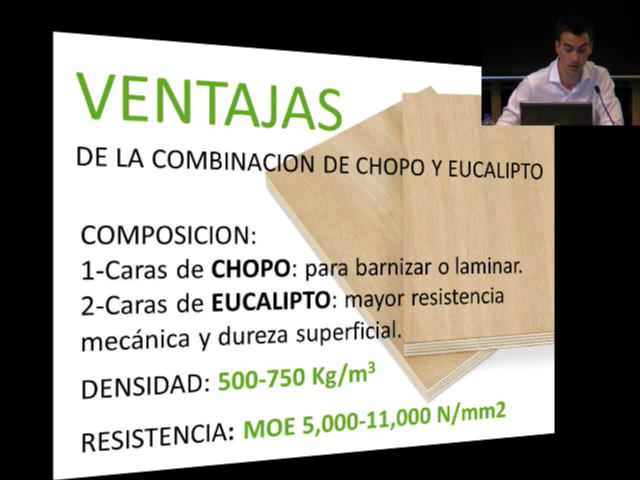 VENTAJAS
DE LA COMBINACION DE CHOPO Y EUCALIPTO
COMPOSICION:
1-Caras de CHOPO: para barnizar o laminar.
2-Caras de EUCALIPTO: mayor resistencia
mecánica y dureza superficial.
DENSIDAD: 500-750 Kg/m³
RESISTENCIA: MOE 5,000-11,000 N/mm2